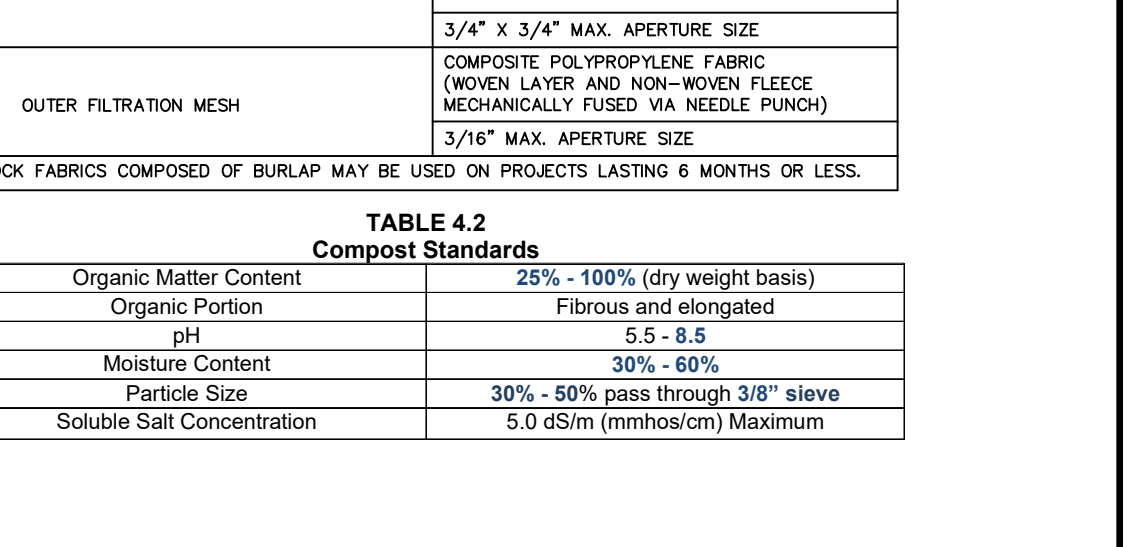 3/4” X 3/4” MAX. APERTURE SIZE
COMPOSITE POLYPROPYLENE FABRIC
(WOVEN LAYER AND NON–WOVEN FLEECE
MECHANICALLY FUSED VIA NEEDLE PUNCH)
OUTER FILTRATION MESH
3/16” MAX. APERTURE SIZE
FABRICS COMPOSED OF BURLAP MAY BE USED ON PROJECTS LASTING 6 MONTHS OR LESS.
TABLE 4.2
Compost Standards
Organic Matter Content 25% - 100% (dry weight basis)
Organic Portion Fibrous and elongated
pH 5.5 - 8.5
Moisture Content 30% - 60%
Particle Size 30% - 50% pass through 3/8” sieve
Soluble Salt Concentration 5.0 dS/m (mmhos/cm) Maximum